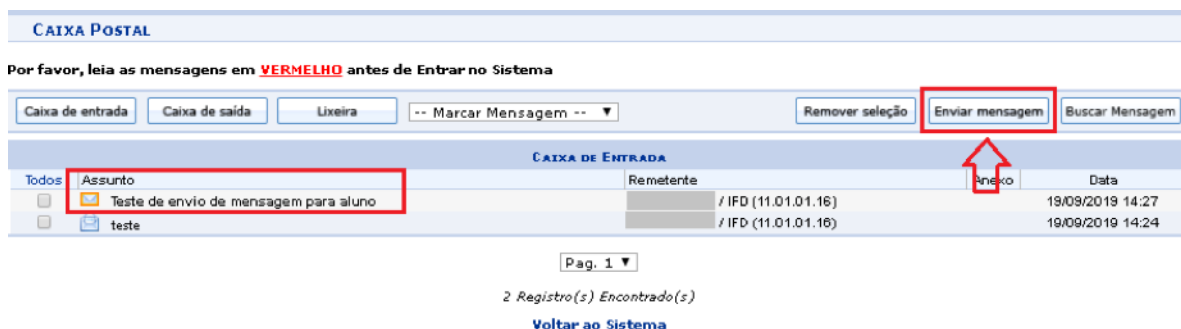 CAIXA POSTAL
Por favor, leia as mensagens em VERMELHO antes de Entrar no Sistema
Caixa de entrada Caixa de saída Lixeira -- Marcar Mensagem -- ▼ Remover seleção Enviar mensagem Buscar Mensagem
CAIXA DE ENTRADA
Todos Assunto Remetente Anexo Data
Teste de envio de mensagem para aluno / IFD (11.01.01.16) 19/09/2019 14:27
teste / IFD (11.01.01.16) 19/09/2019 14:24
Pag. 1 ▼
2 Registro(s) Encontrado(s)
Voltar ao Sistema